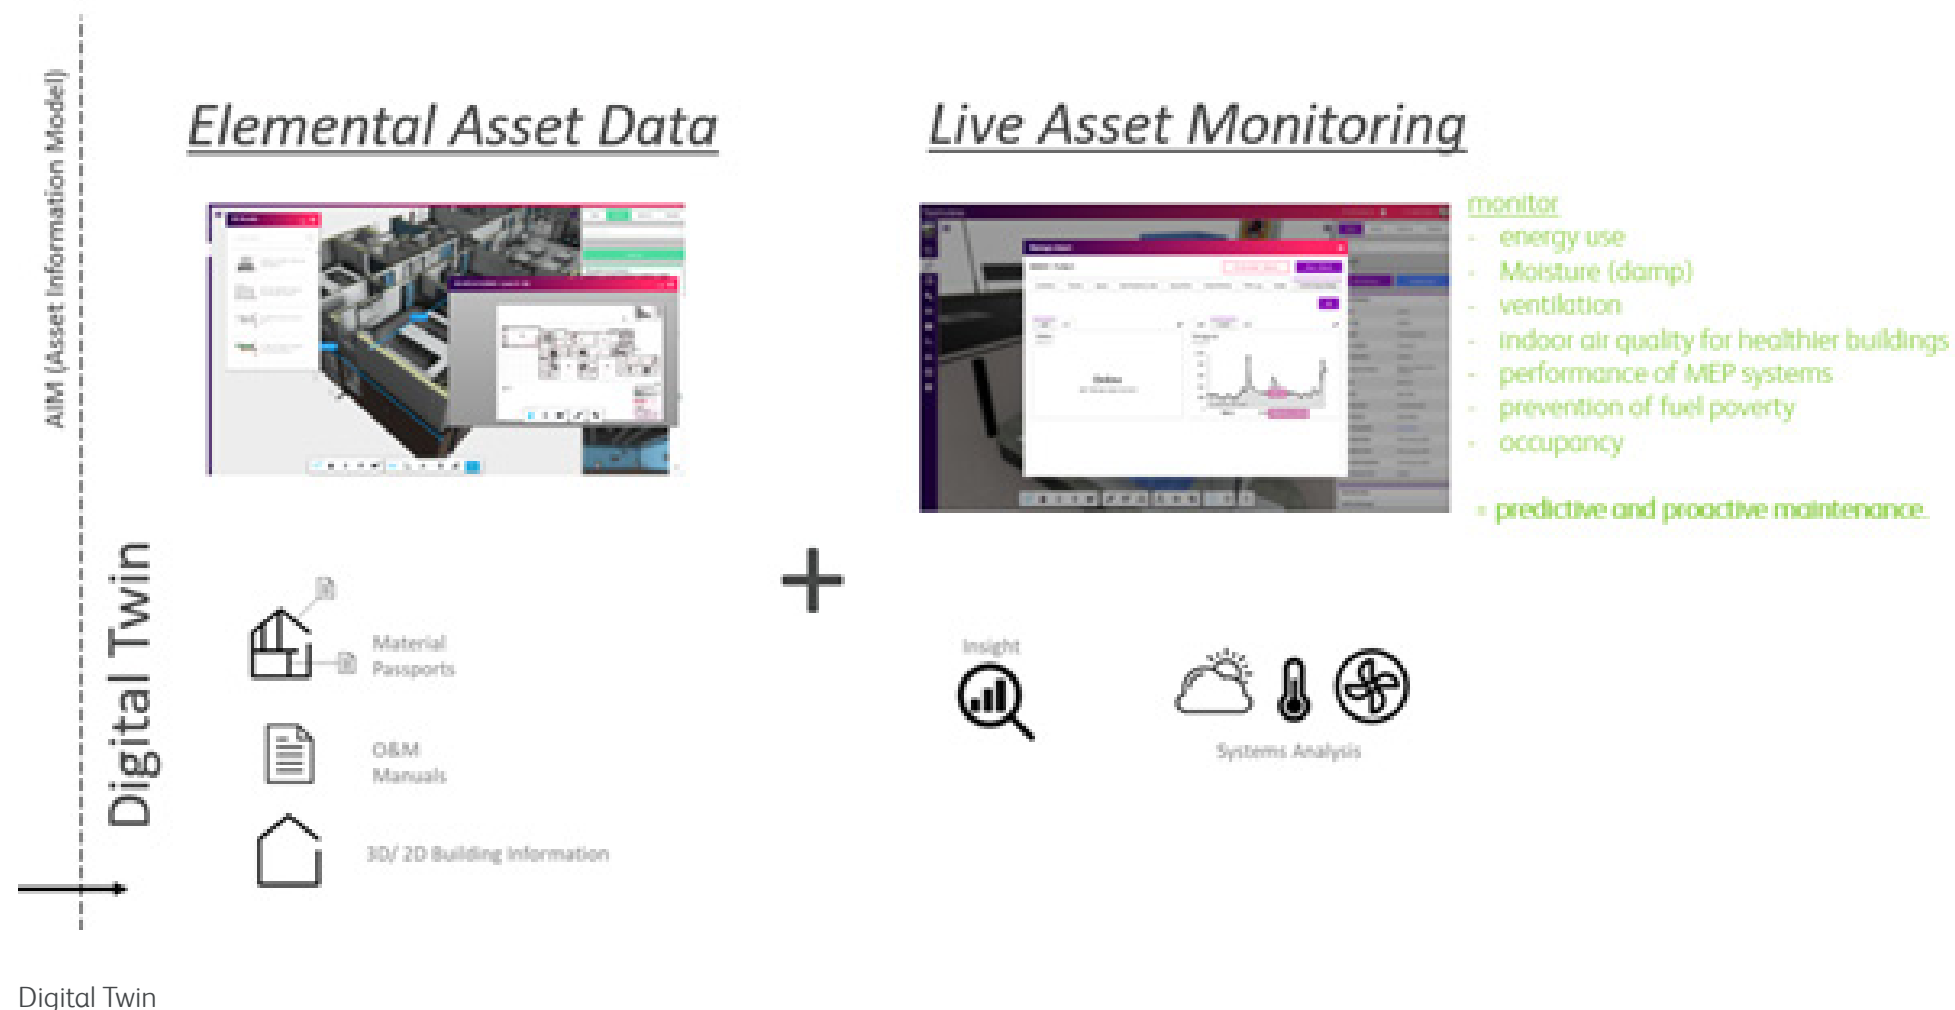 AIM (Asset Information Model)
Digital Twin
Elemental Asset Data
Material
Passports
O&M
Manuals
3D/ 2D Building Information
+
Live Asset Monitoring
monitor
- energy use
- Moisture (damp)
- ventilation
- indoor air quality for healthier buildings
- performance of MEP systems
- prevention of fuel poverty
- occupancy
= predictive and proactive maintenance.
Insight
Systems Analysis
Digital Twin